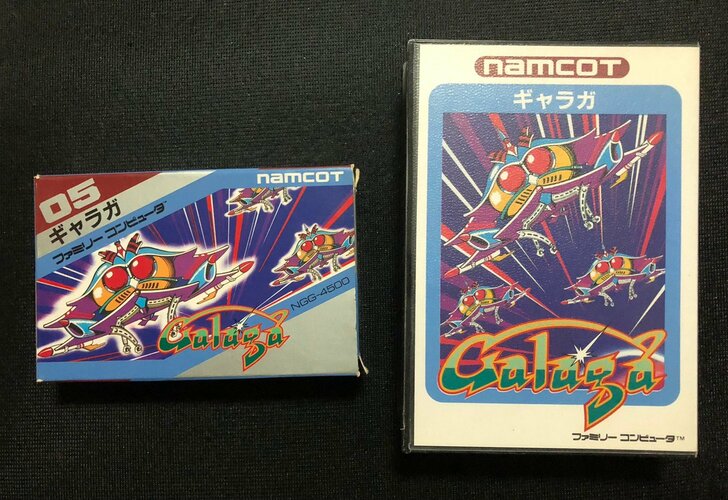 05
ギャラガ
ファミリー コンピュータ
namcot
NGG-4500
Galaga
namcot
ギャラガ
Galaga
ファミリー コンピュータ™